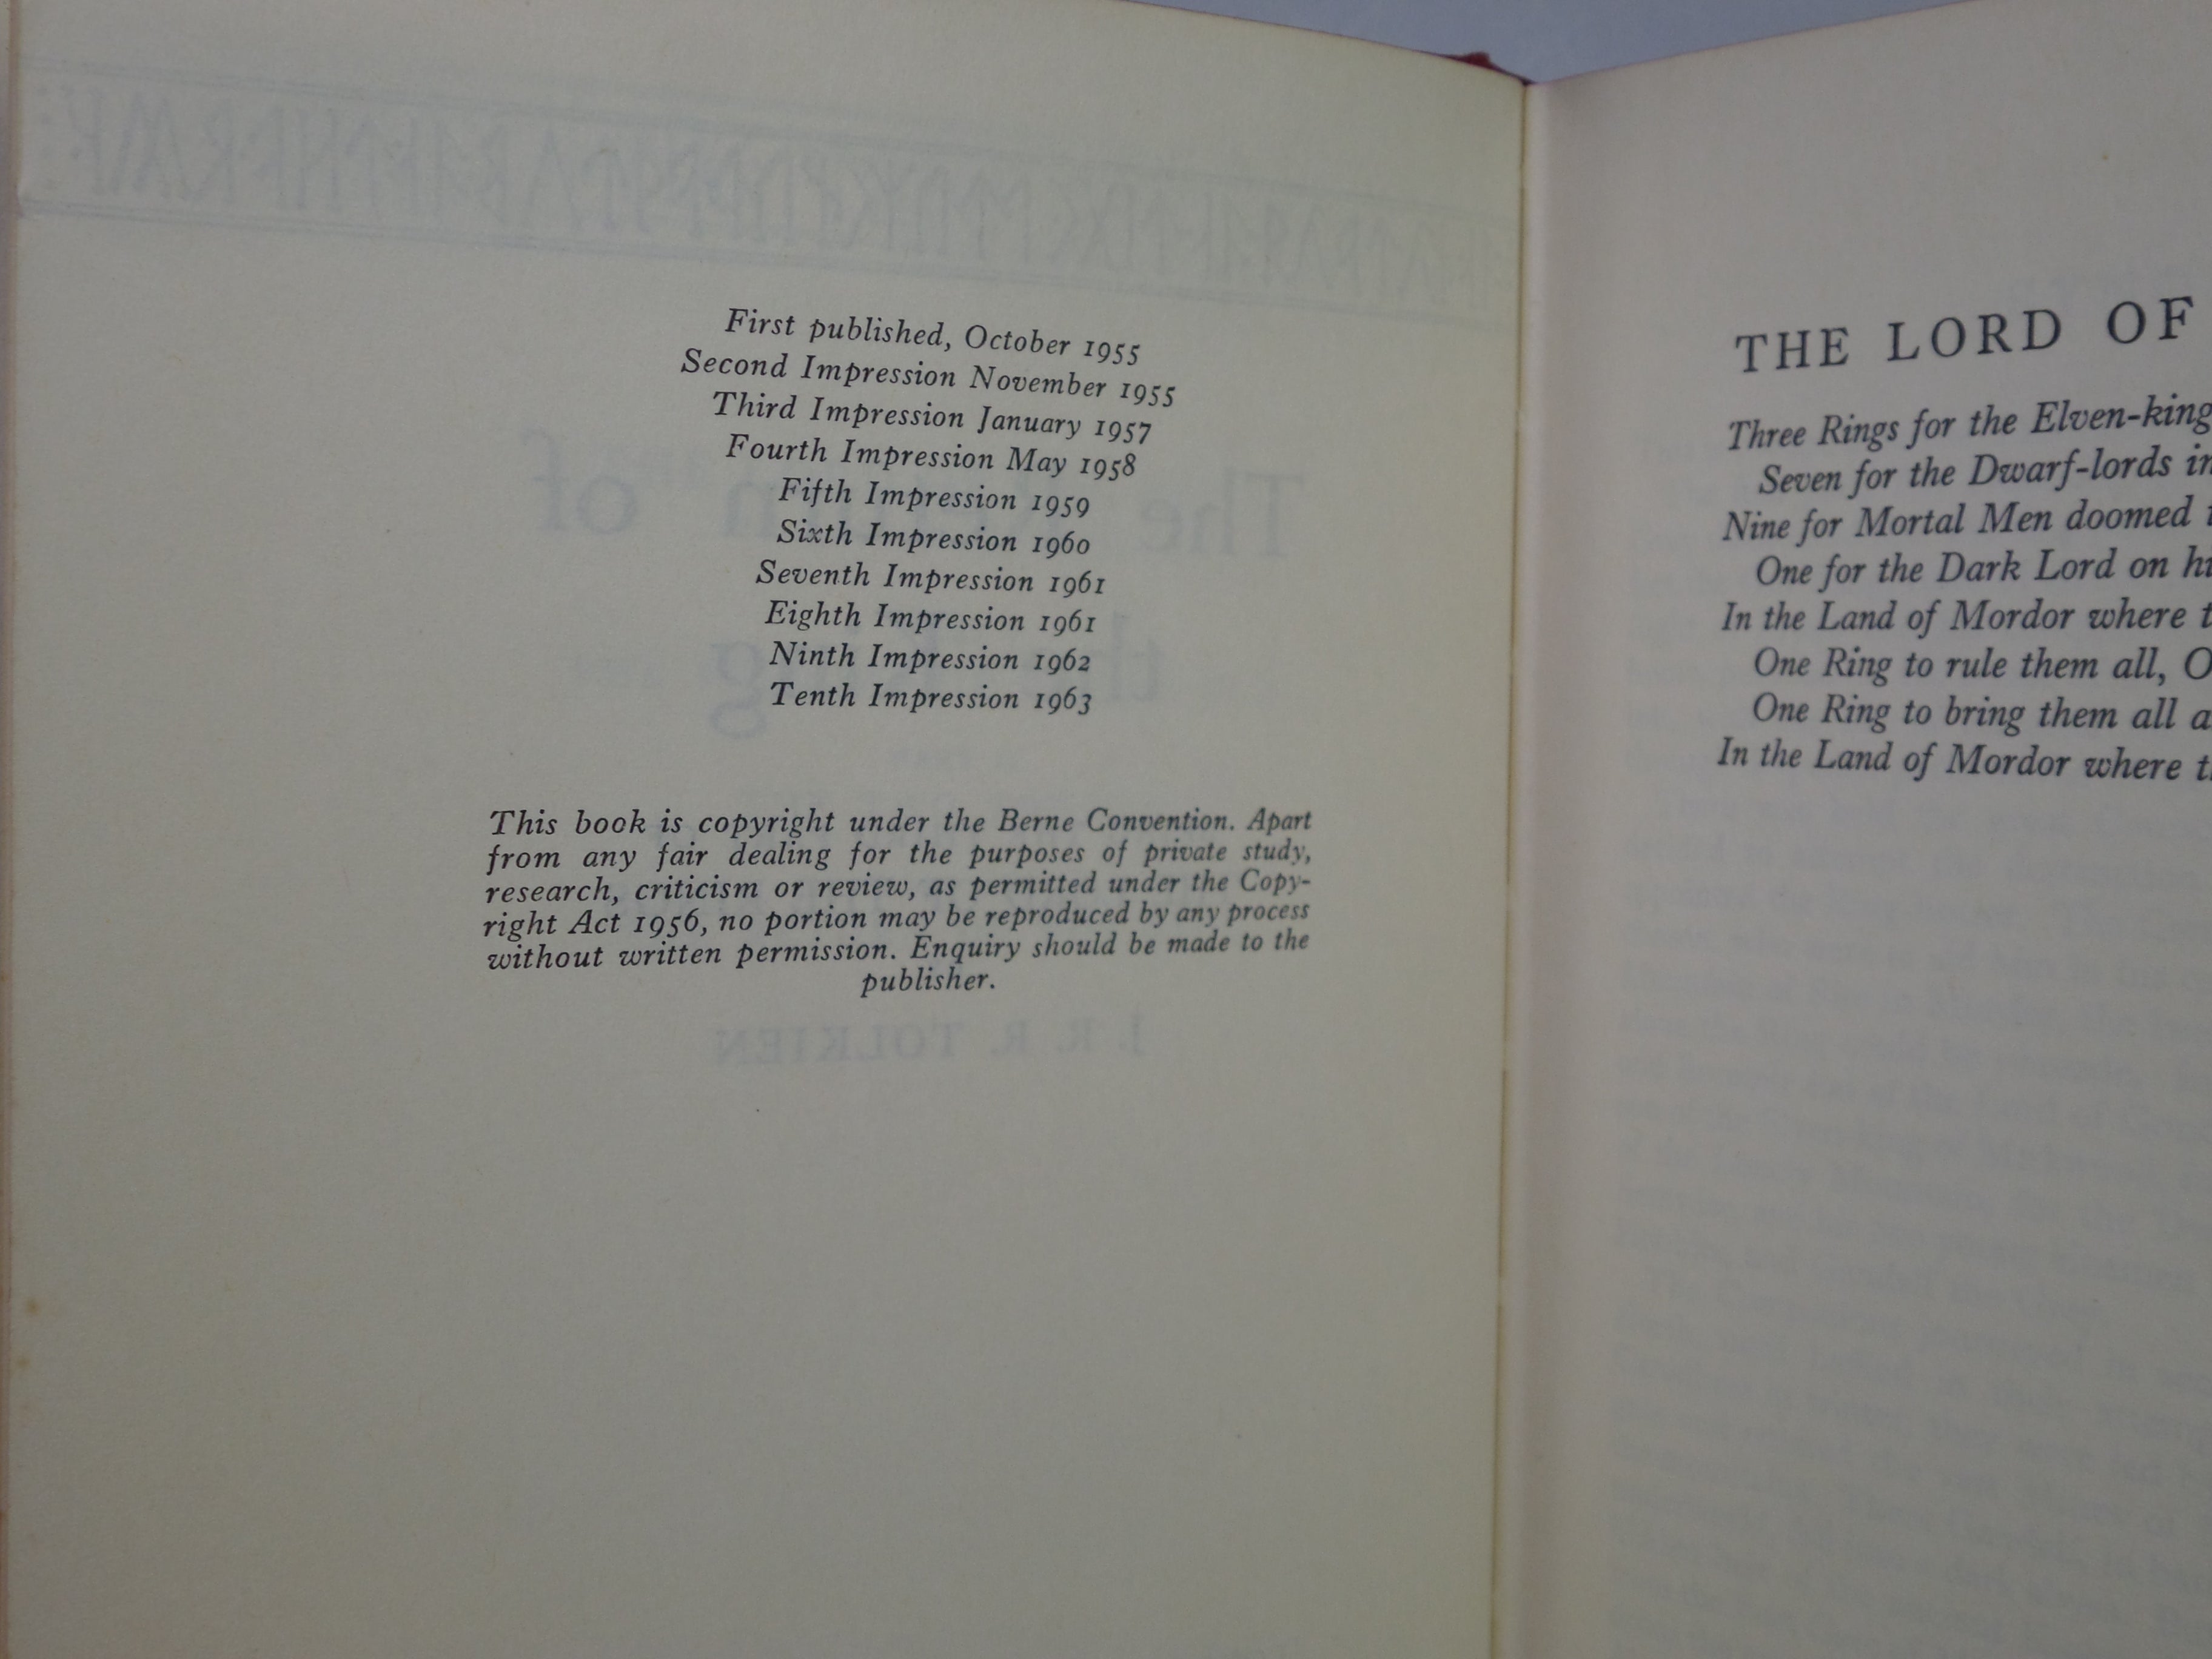 First published, October 1955
Second Impression November 1955
Third Impression January 1957
Fourth Impression May 1958
Fifth Impression 1959
Sixth Impression 1960
Seventh Impression 1961
Eighth Impression 1961
Ninth Impression 1962
Tenth Impression 1963
This book is copyright under the Berne Convention. Apart
from any fair dealing for the purposes of private study,
research, criticism or review, as permitted under the Copy-
right Act 1956, no portion may be reproduced by any process
without written permission. Enquiry should be made to the
publisher.
J. R. R. TOLKIEN
THE LORD OF
Three Rings for the Elven-king
Seven for the Dwarf-lords in
Nine for Mortal Men doomed t
One for the Dark Lord on hi
In the Land of Mordor where t
One Ring to rule them all, O
One Ring to bring them all a
In the Land of Mordor where th